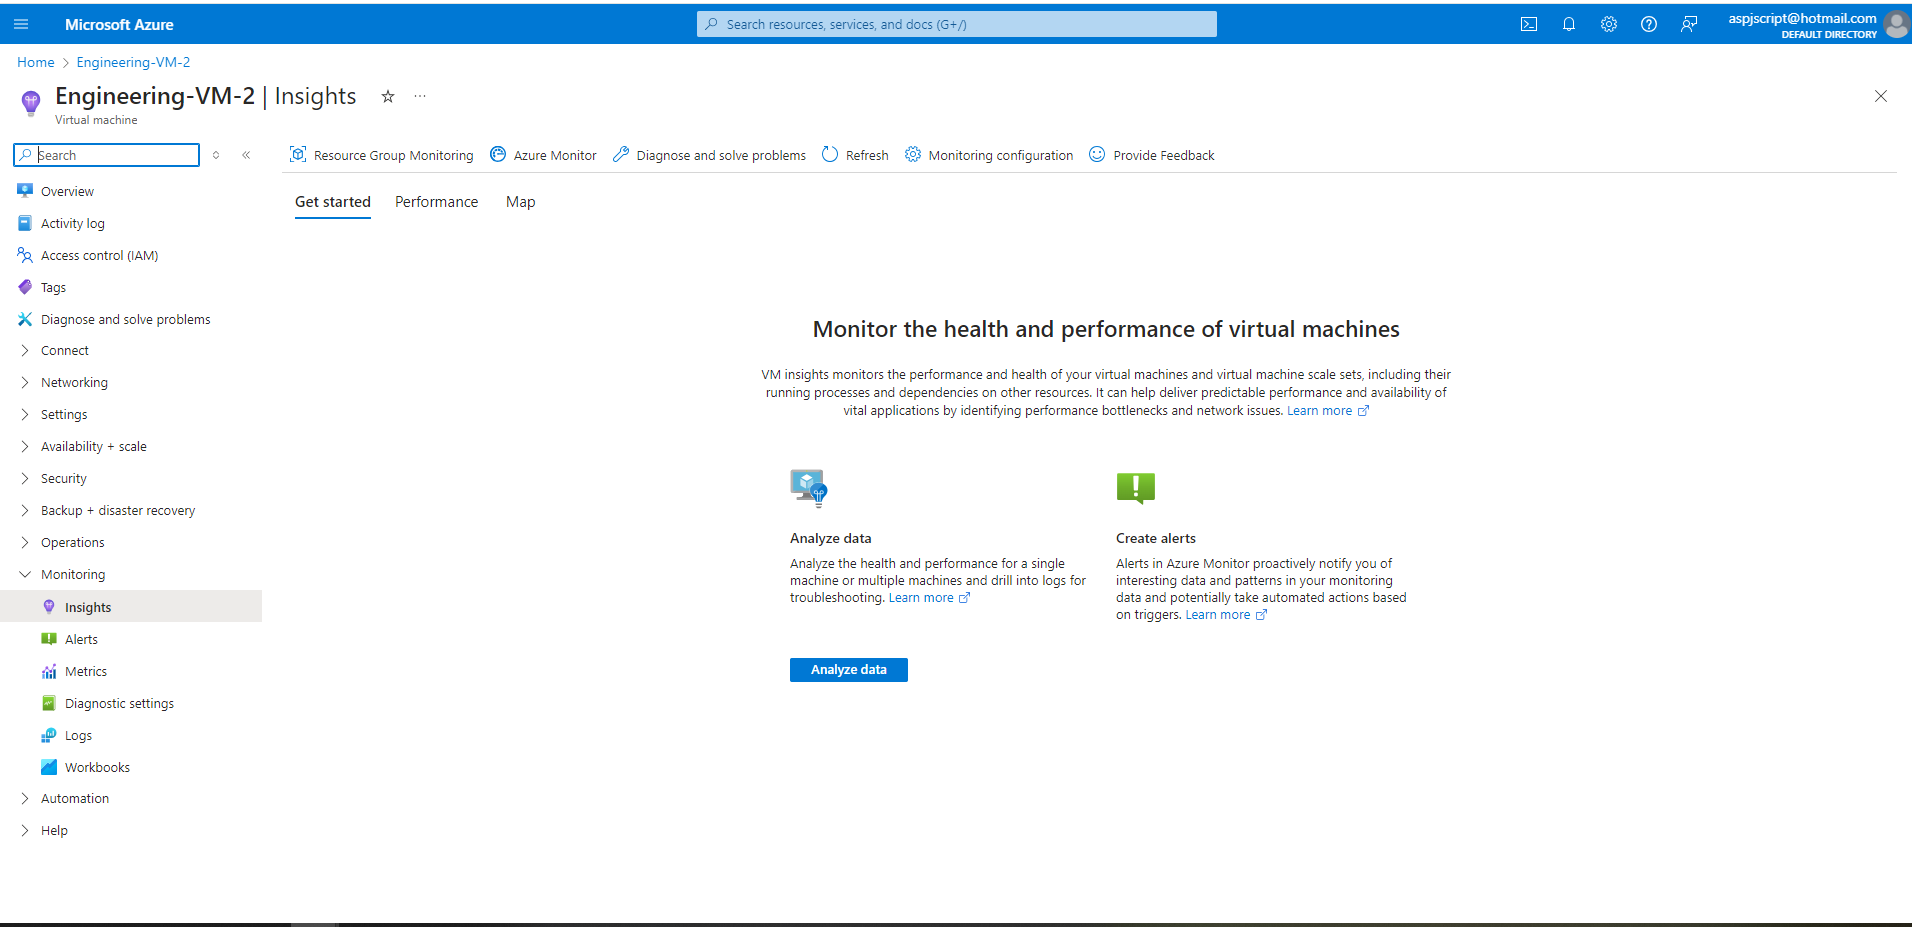 Microsoft Azure
Search resources, services, and docs (G+/)
aspjscript@hotmail.com
DEFAULT DIRECTORY
Home > Engineering-VM-2
Engineering-VM-2 | Insights
Virtual machine
Search
Resource Group Monitoring
Azure Monitor
Diagnose and solve problems
Refresh
Monitoring configuration
Provide Feedback
Overview
Activity log
Access control (IAM)
Tags
Diagnose and solve problems
Connect
Networking
Settings
Availability + scale
Security
Backup + disaster recovery
Operations
Monitoring
Insights
Alerts
Metrics
Diagnostic settings
Logs
Workbooks
Automation
Help
Get started
Performance
Map
Monitor the health and performance of virtual machines
VM insights monitors the performance and health of your virtual machines and virtual machine scale sets, including their
running processes and dependencies on other resources. It can help deliver predictable performance and availability of
vital applications by identifying performance bottlenecks and network issues. Learn more
Analyze data
Analyze the health and performance for a single
machine or multiple machines and drill into logs for
troubleshooting. Learn more
Create alerts
Alerts in Azure Monitor proactively notify you of
interesting data and patterns in your monitoring
data and potentially take automated actions based
on triggers. Learn more
Analyze data